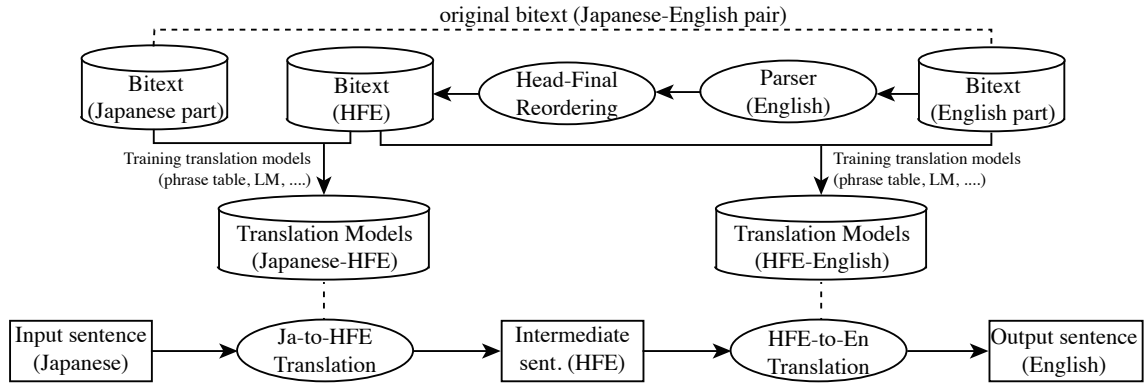 original bitext (Japanese-English pair)
Bitext
(Japanese part)
Bitext
(HFE)
Head-Final
Reordering
Parser
(English)
Bitext
(English part)
Training translation models
(phrase table, LM, ....)
Training translation models
(phrase table, LM, ....)
Translation Models
(Japanese-HFE)
Translation Models
(HFE-English)
Input sentence
(Japanese)
Ja-to-HFE
Translation
Intermediate
sent. (HFE)
HFE-to-En
Translation
Output sentence
(English)